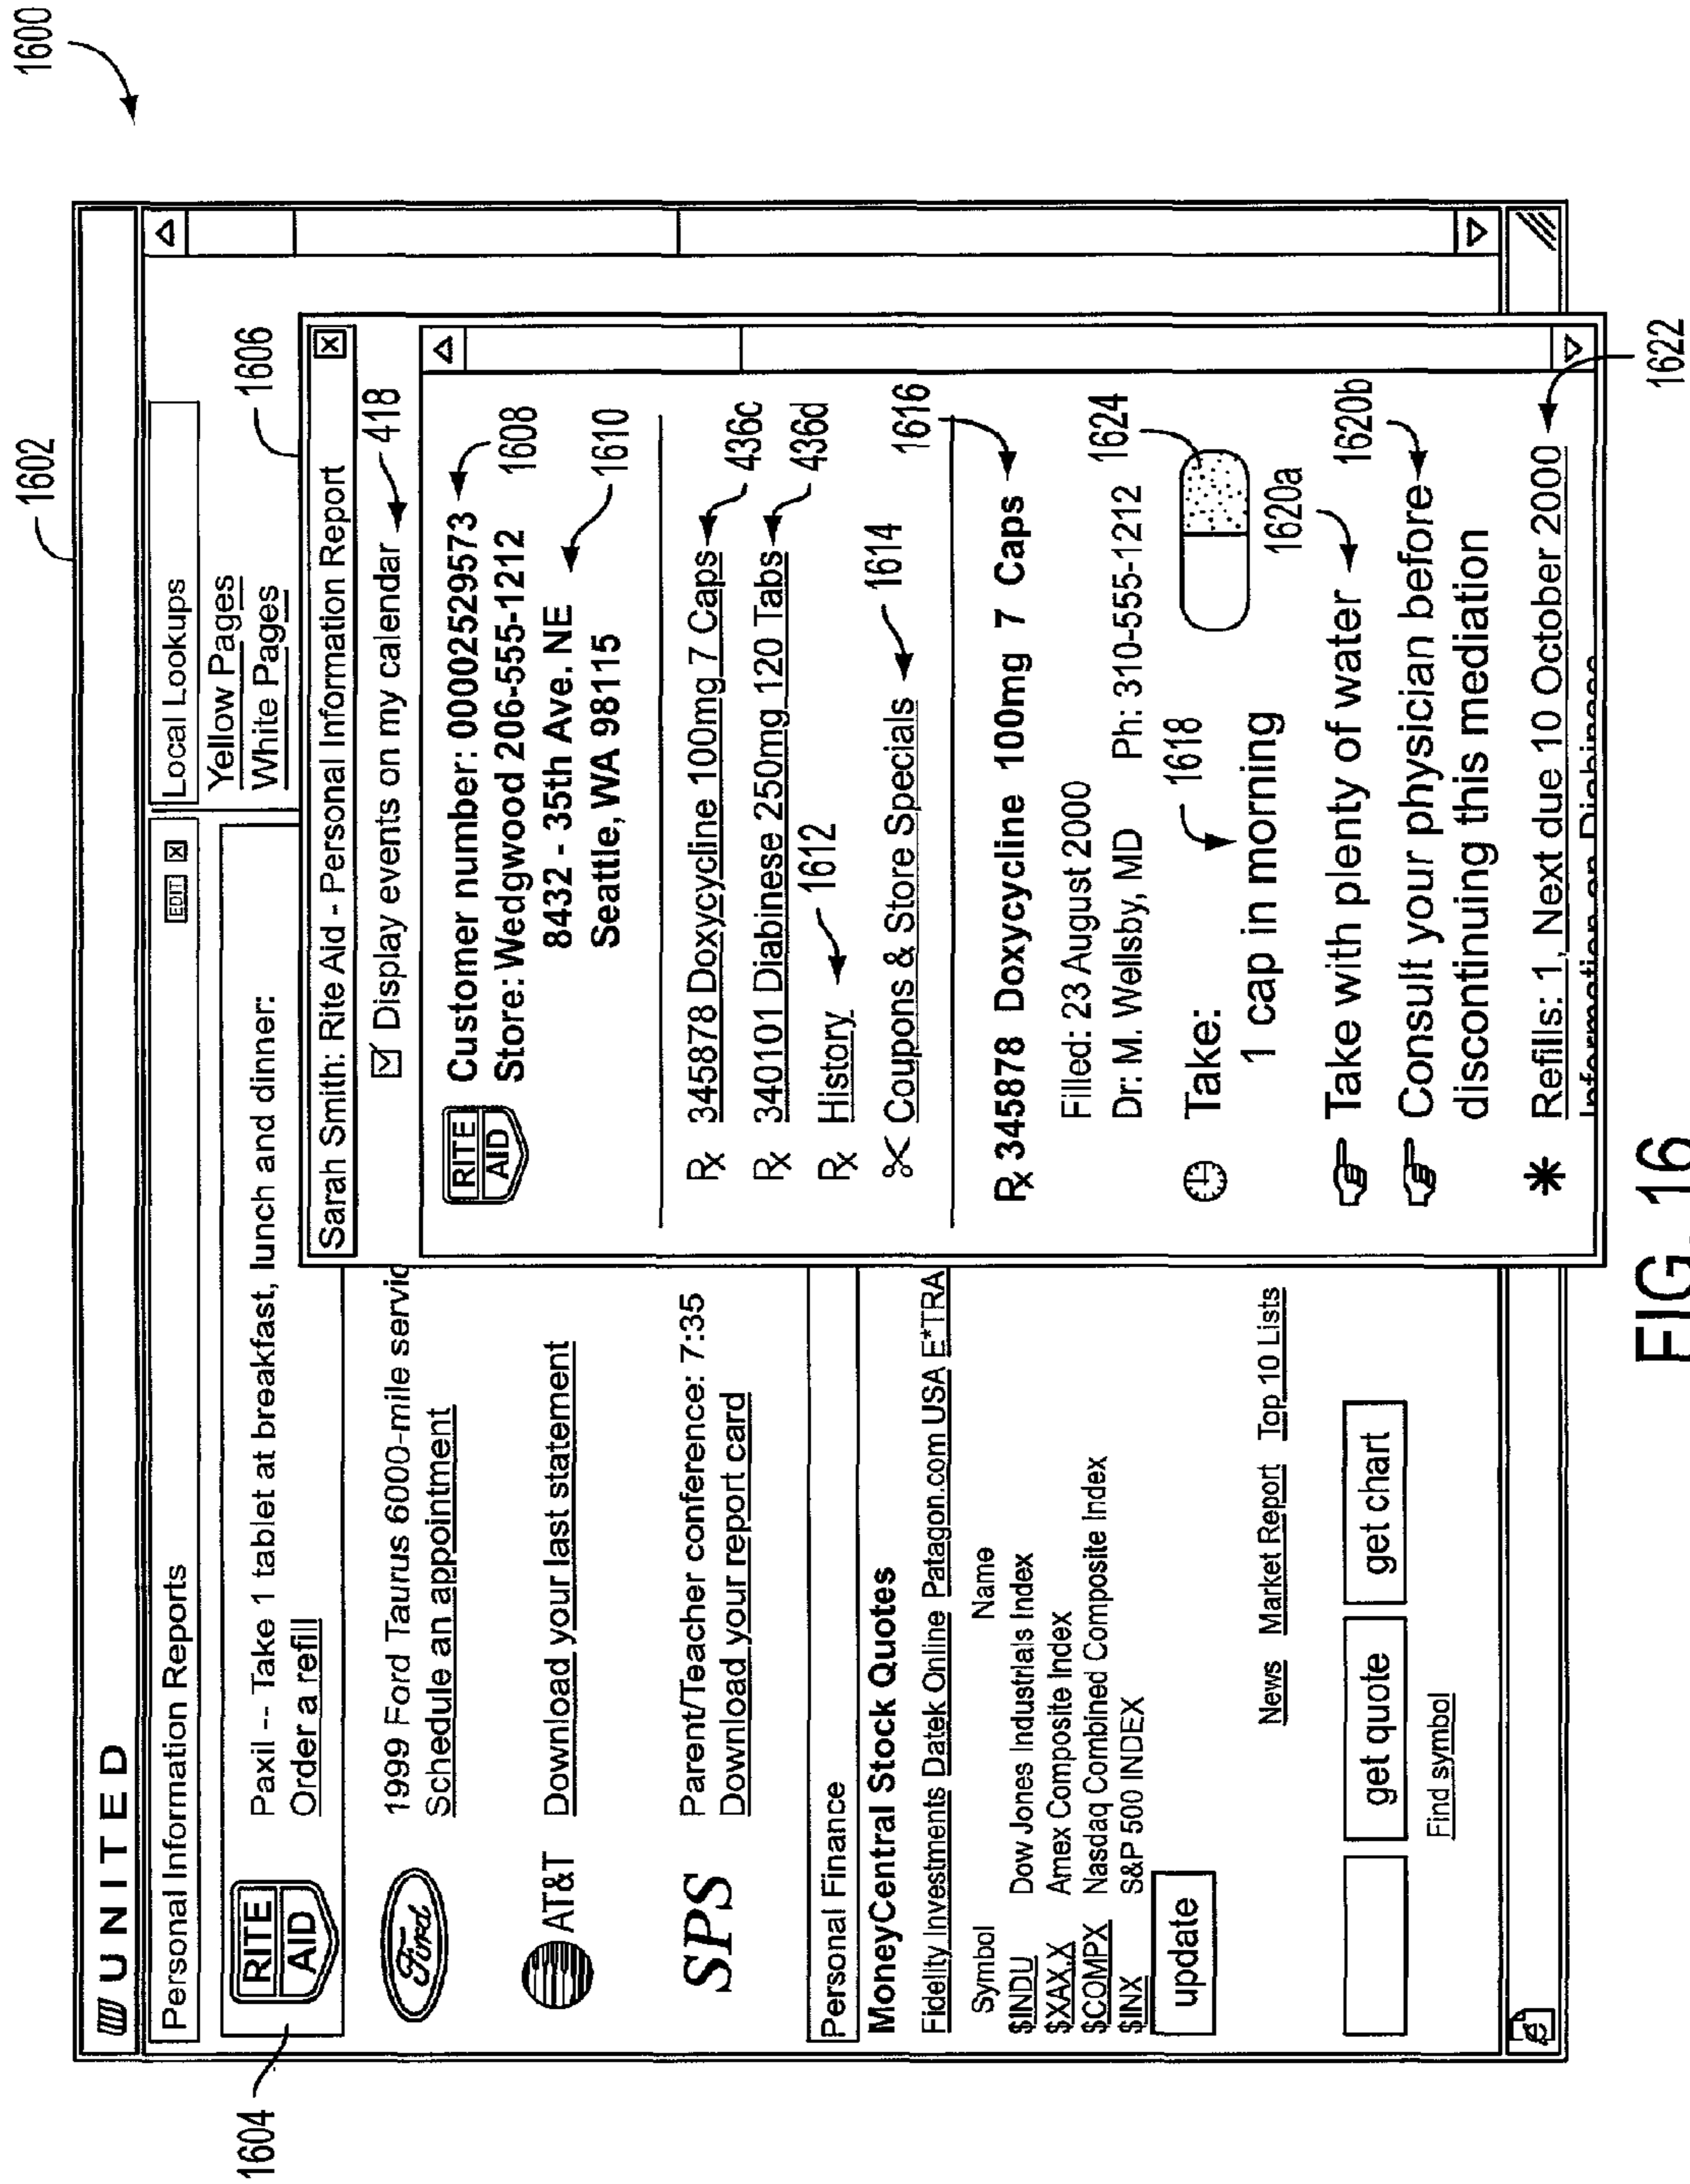 1600
1602
UNITED
Personal Information Reports
EDIT X
Local Lookups
Yellow Pages
White Pages
1604
RITE
AID
Paxil -- Take 1 tablet at breakfast, lunch and dinner:
Order a refill
Ford
1999 Ford Taurus 6000-mile servic
Schedule an appointment
AT&T
Download your last statement
SPS
Parent/Teacher conference: 7:35
Download your report card
Personal Finance
MoneyCentral Stock Quotes
Fidelity Investments Datek Online Patagon.com USA E*TRA
Symbol Name
$INDU Dow Jones Industrials Index
$XAX.X Amex Composite Index
$COMPX Nasdaq Combined Composite Index
$INX S&P 500 INDEX
update
News Market Report Top 10 Lists
get quote get chart
Find symbol
1606
Sarah Smith: Rite Aid - Personal Information Report X
Display events on my calendar 418
RITE
AID
Customer number: 00002529573 1608
Store: Wedgwood 206-555-1212
8432 - 35th Ave. NE 1610
Seattle, WA 98115
Rx 345878 Doxycycline 100mg 7 Caps 436c
Rx 340101 Diabinese 250mg 120 Tabs 436d
Rx History 1612
Coupons & Store Specials 1614
1616
Rx 345878 Doxycycline 100mg 7 Caps
Filled: 23 August 2000
Dr: M. Wellsby, MD Ph: 310-555-1212 1624
Take: 1618
1 cap in morning
1620a
Take with plenty of water 1620b
Consult your physician before
discontinuing this mediation
Refills: 1, Next due 10 October 2000
Information on Diabinese
1622
FIG. 16